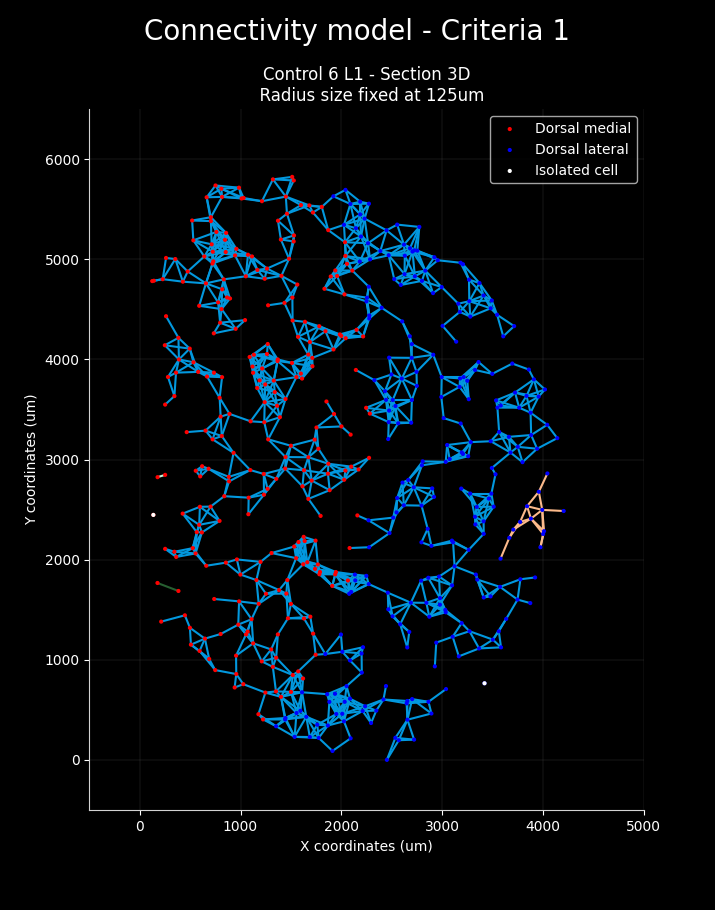 Connectivity model - Criteria 1
Control 6 L1 - Section 3D
Radius size fixed at 125um
Dorsal medial
Dorsal lateral
Isolated cell
6000
5000
4000
3000
2000
1000
0
Y coordinates (um)
0 1000 2000 3000 4000 5000
X coordinates (um)